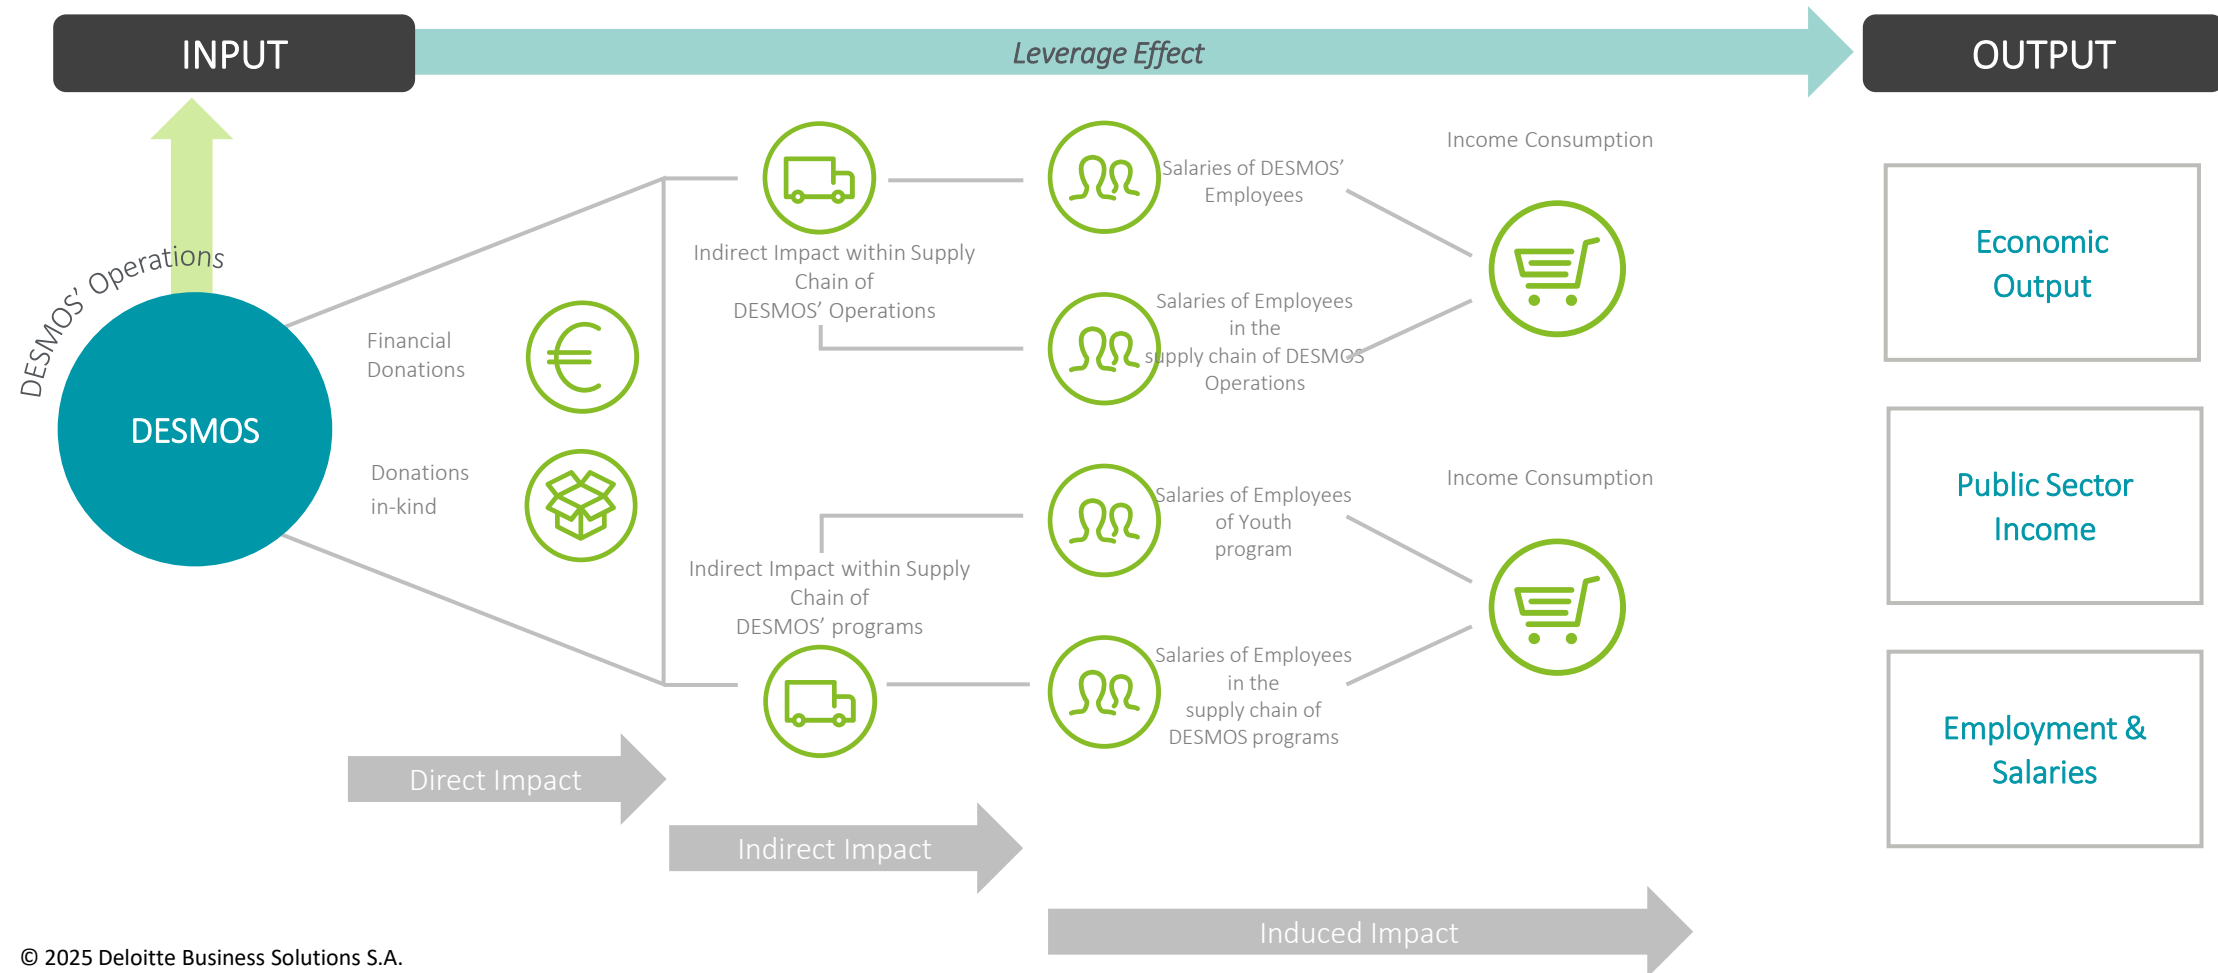 INPUT
Leverage Effect
OUTPUT
DESMOS' Operations
DESMOS
Financial
Donations
Donations
in-kind
Indirect Impact within Supply
Chain of
DESMOS' Operations
Indirect Impact within Supply
Chain of
DESMOS' programs
Salaries of DESMOS'
Employees
Salaries of Employees
in the
supply chain of DESMOS
Operations
Salaries of Employees
of Youth
program
Salaries of Employees
in the
supply chain of
DESMOS programs
Income Consumption
Income Consumption
Economic
Output
Public Sector
Income
Employment &
Salaries
Direct Impact
Indirect Impact
Induced Impact
© 2025 Deloitte Business Solutions S.A.